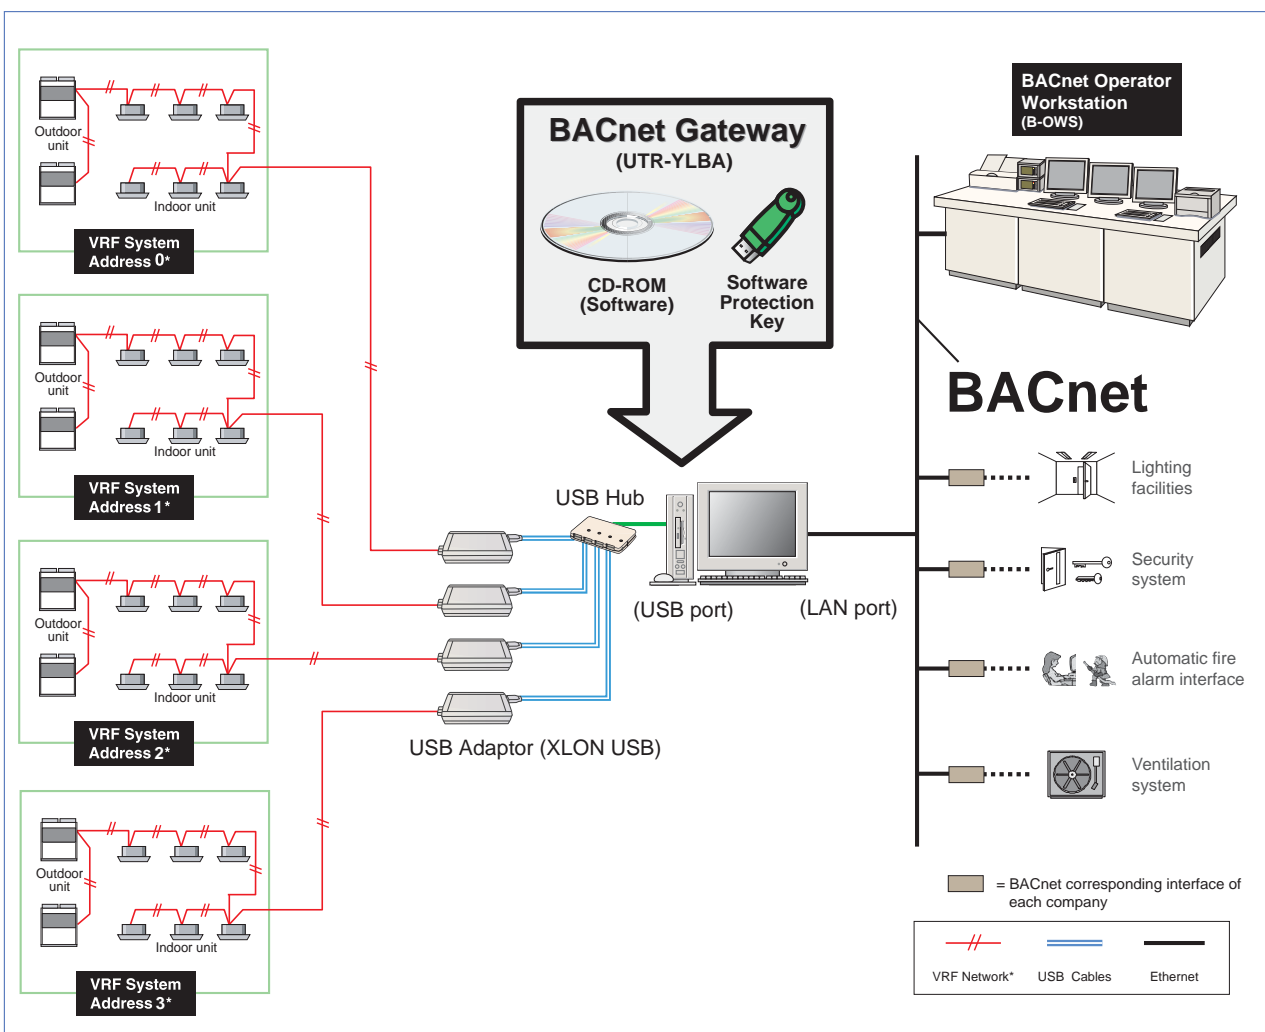 Outdoor
unit
Indoor unit
VRF System
Address 0*
Outdoor
unit
Indoor unit
VRF System
Address 1*
Outdoor
unit
Indoor unit
VRF System
Address 2*
Outdoor
unit
Indoor unit
VRF System
Address 3*
BACnet Gateway
(UTR-YLBA)
CD-ROM
(Software)
Software
Protection
Key
USB Hub
(USB port)
(LAN port)
USB Adaptor (XLON USB)
BACnet Operator
Workstation
(B-OWS)
BACnet
Lighting
facilities
Security
system
Automatic fire
alarm interface
Ventilation
system
= BACnet corresponding interface of
each company
VRF Network*
USB Cables
Ethernet